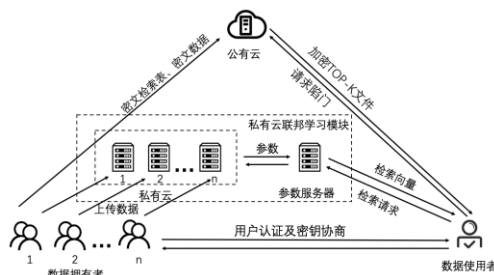 公有云
密文检索表、密文数据
加密TOP-K文件
请求陷门
私有云联邦学习模块
参数
1
2
...
n
私有云
参数服务器
检索向量
检索请求
上传数据
用户认证及密钥协商
1
2
...
n
数据拥有者
数据使用者